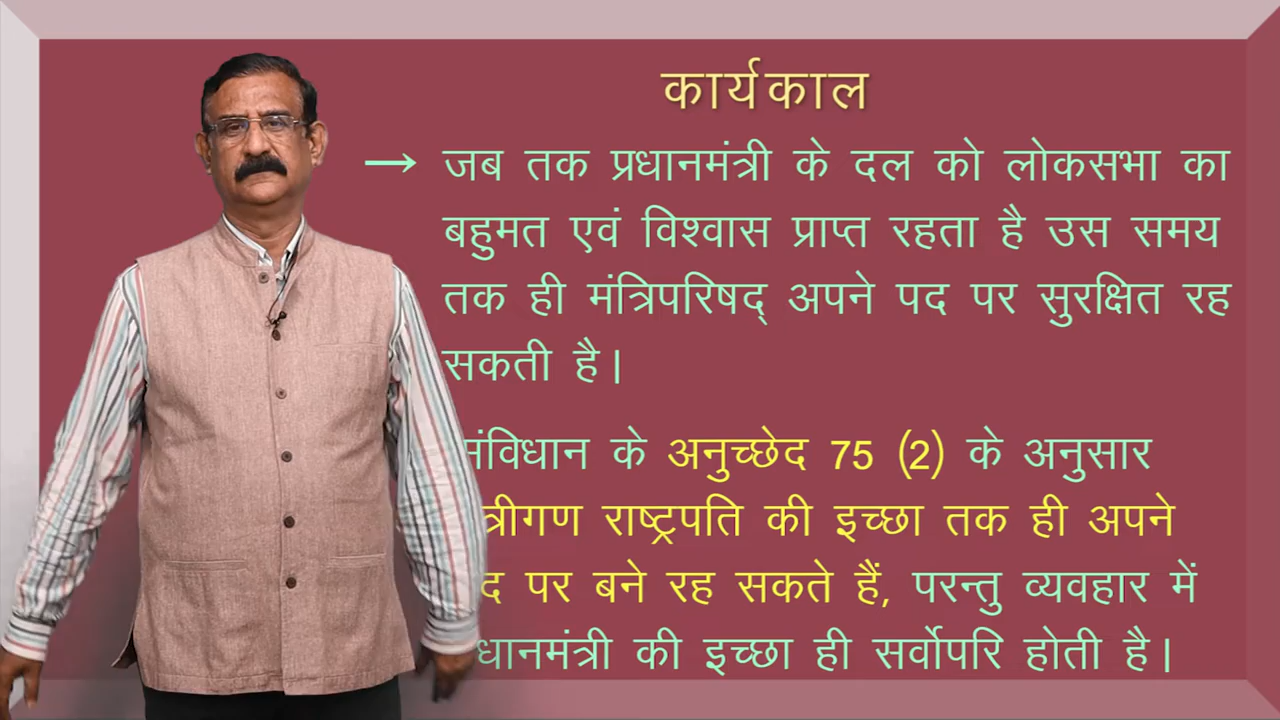 कार्यकाल
→ जब तक प्रधानमंत्री के दल को लोकसभा का
बहुमत एवं विश्वास प्राप्त रहता है उस समय
तक ही मंत्रिपरिषद् अपने पद पर सुरक्षित रह
सकती है।
संविधान के अनुच्छेद 75 (2) के अनुसार
राष्ट्रपति की इच्छा तक ही अपने
पर बने रह सकते हैं, परन्तु व्यवहार में
की इच्छा ही सर्वोपरि होती है।